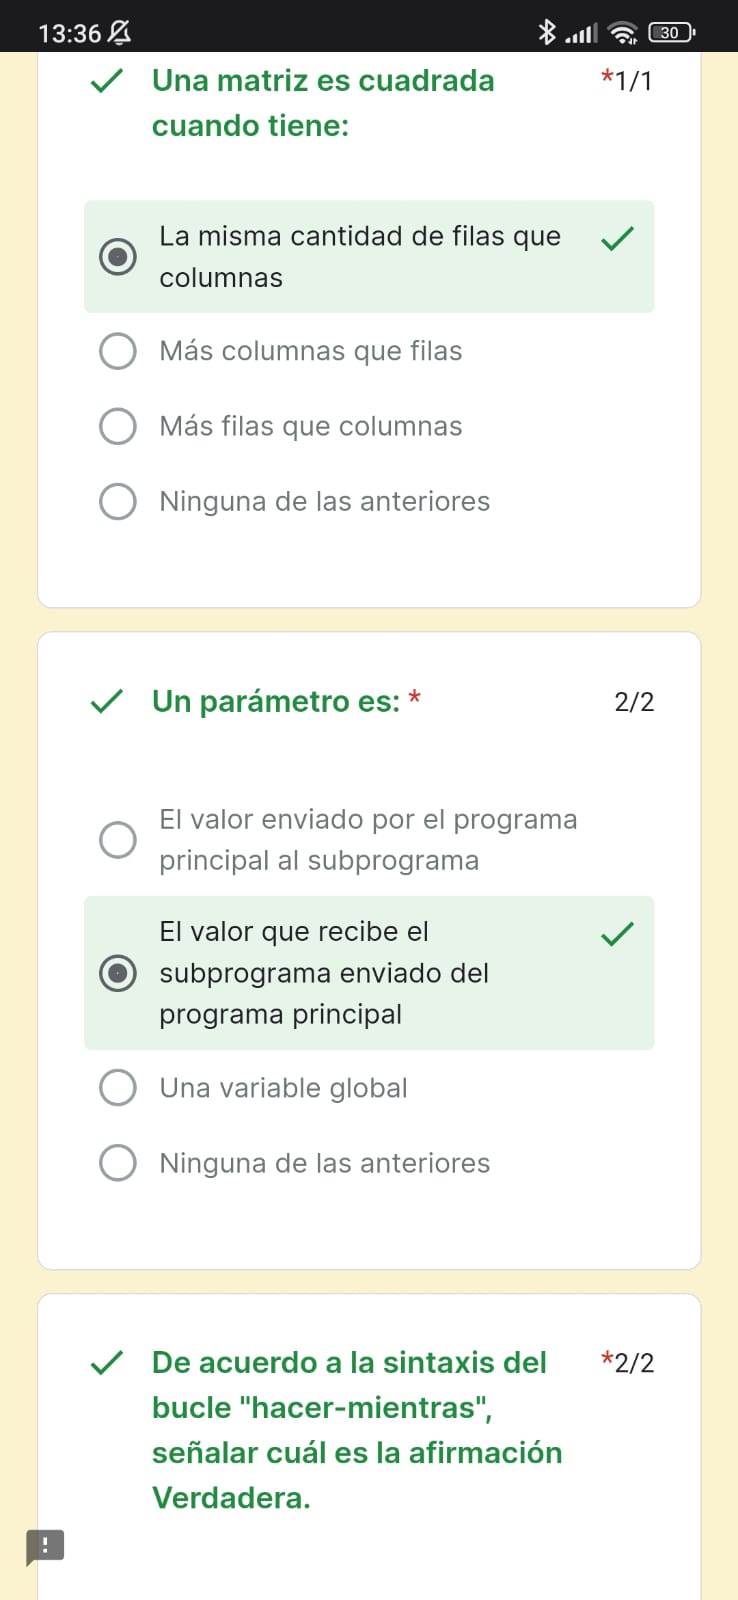 13:36
30
Una matriz es cuadrada *1/1
cuando tiene:
La misma cantidad de filas que
columnas
Más columnas que filas
Más filas que columnas
Ninguna de las anteriores
Un parámetro es: * 2/2
El valor enviado por el programa
principal al subprograma
El valor que recibe el
subprograma enviado del
programa principal
Una variable global
Ninguna de las anteriores
De acuerdo a la sintaxis del *2/2
bucle "hacer-mientras",
señalar cuál es la afirmación
Verdadera.